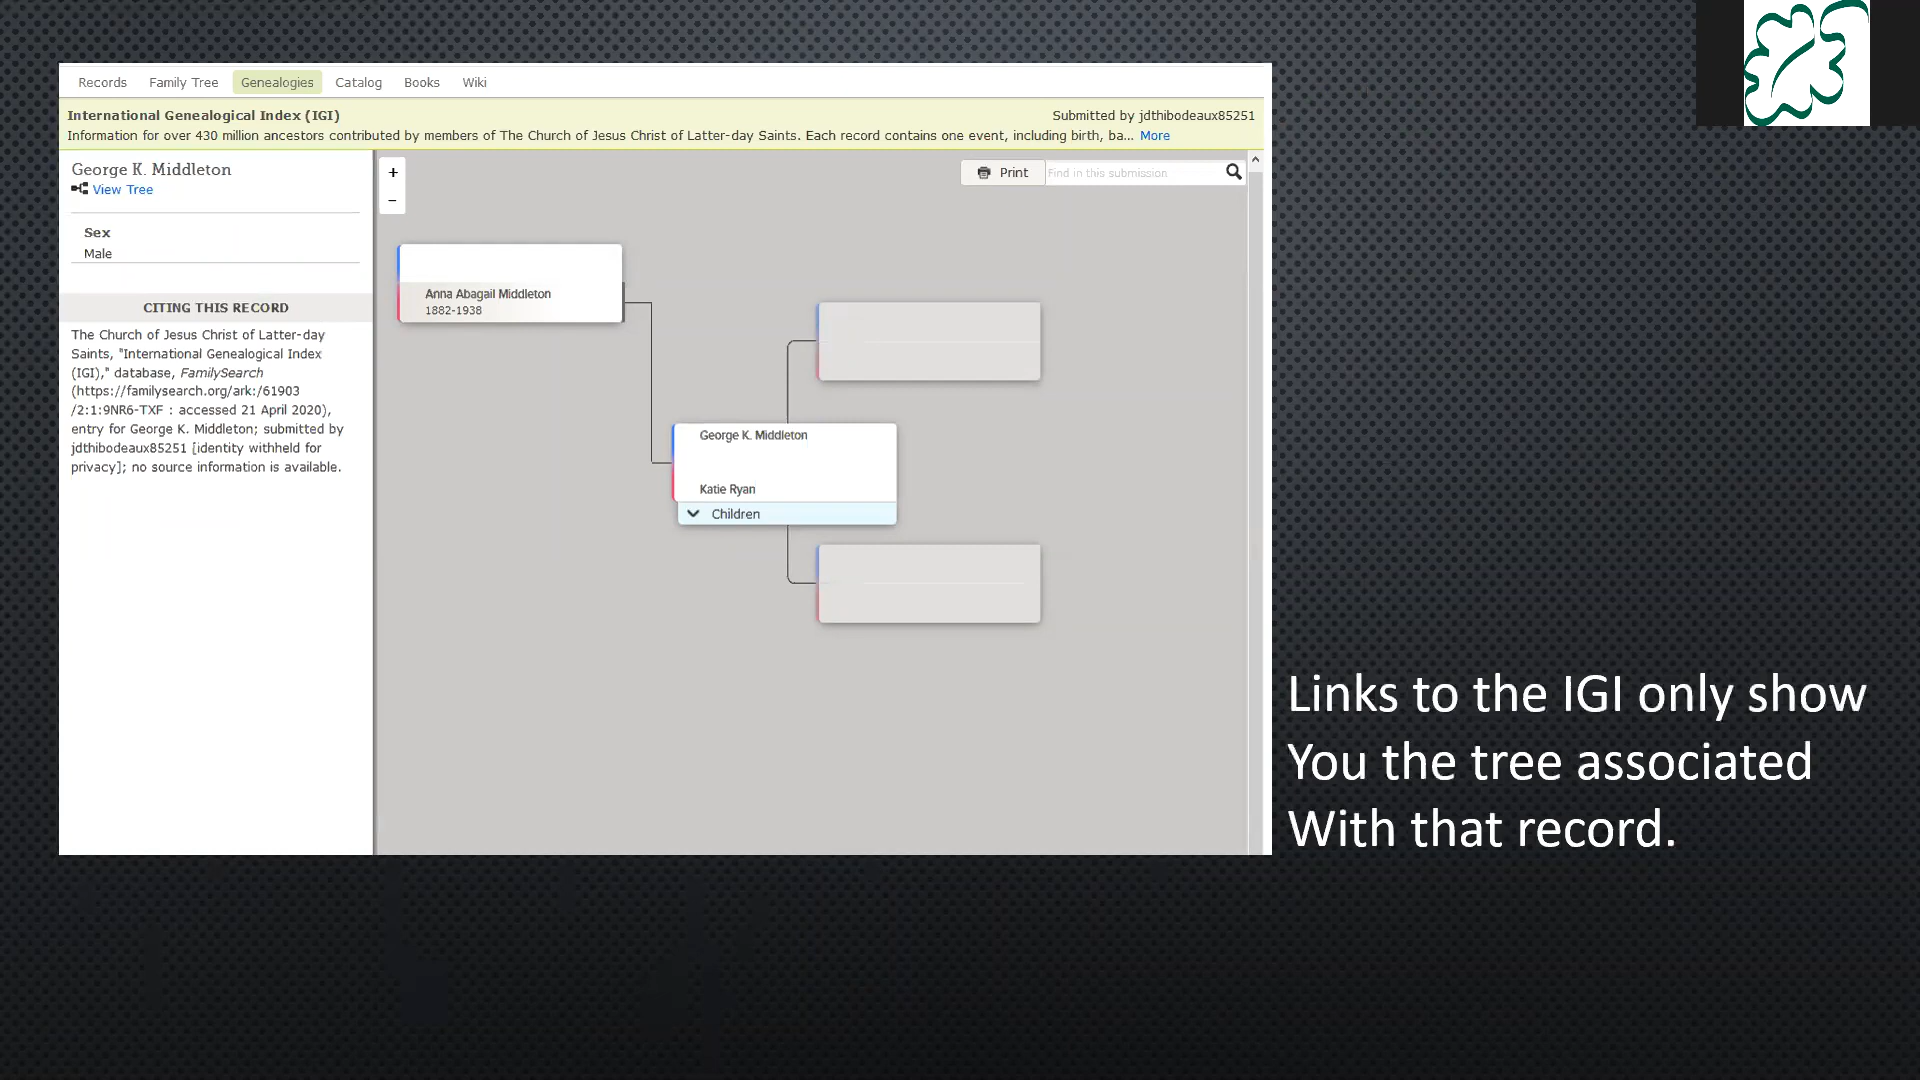 Records Family Tree Genealogies Catalog Books Wiki
International Genealogical Index (IGI) Submitted by jdthibodeaux85251
Information for over 430 million ancestors contributed by members of The Church of Jesus Christ of Latter-day Saints. Each record contains one event, including birth, ba... More
George K. Middleton
View Tree
Sex
Male
CITING THIS RECORD
The Church of Jesus Christ of Latter-day
Saints, "International Genealogical Index
(IGI)," database, FamilySearch
(https://familysearch.org/ark:/61903
/2:1:9NR6-TXF : accessed 21 April 2020),
entry for George K. Middleton; submitted by
jdthibodeaux85251 [identity withheld for
privacy]; no source information is available.
+
−
Print Find in this submission
Anna Abagail Middleton
1882-1938
George K. Middleton
Katie Ryan
Children
Links to the IGI only show
You the tree associated
With that record.